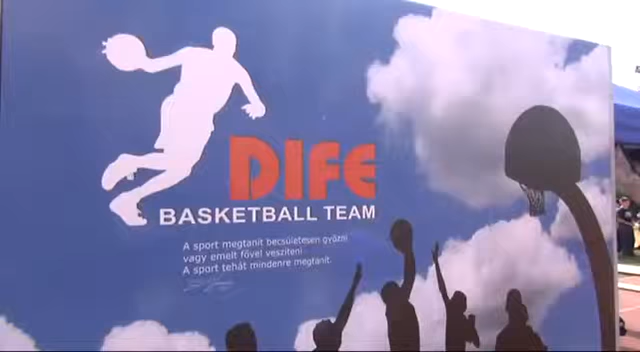 DIFE
BASKETBALL TEAM
A sport megtanít becsületesen győzni
vagy emelt fővel veszíteni.
A sport tehát mindenre megtanít.